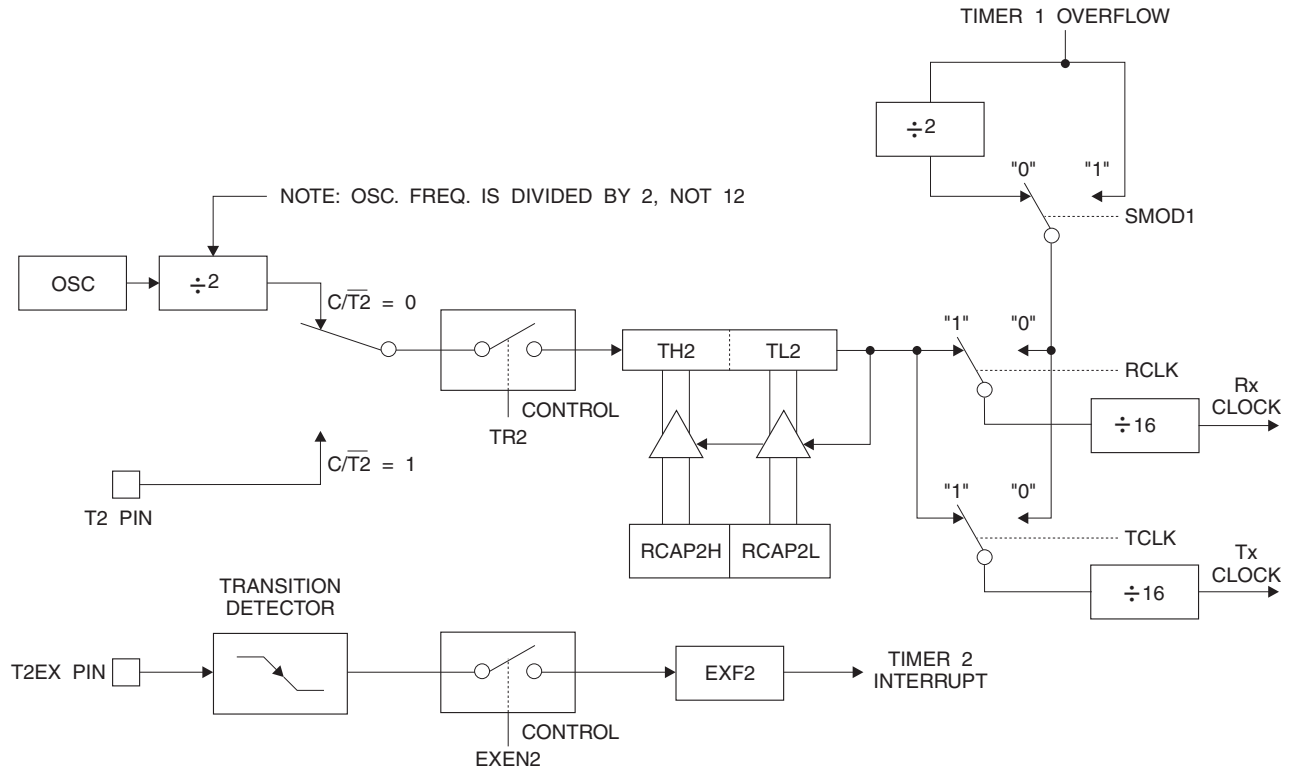 TIMER 1 OVERFLOW
÷2
"0" "1"
NOTE: OSC. FREQ. IS DIVIDED BY 2, NOT 12
SMOD1
OSC
÷2
C/T2̅ = 0
"1" "0"
TH2 TL2
RCLK
Rx
CLOCK
CONTROL
TR2
÷16
C/T2̅ = 1
T2 PIN
"1" "0"
RCAP2H RCAP2L
TCLK
Tx
CLOCK
÷16
TRANSITION
DETECTOR
T2EX PIN
EXF2
TIMER 2
INTERRUPT
CONTROL
EXEN2